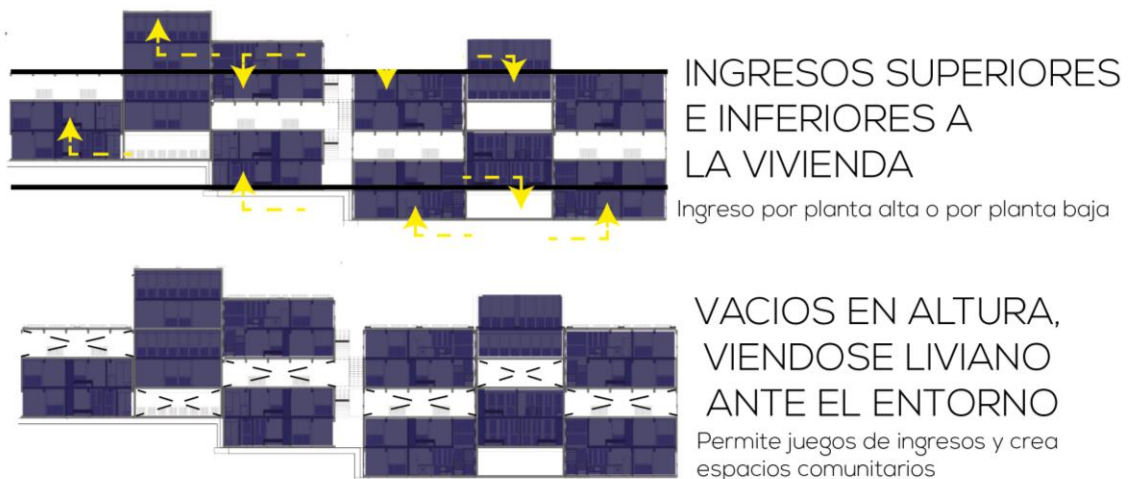 INGRESOS SUPERIORES
E INFERIORES A
LA VIVIENDA
Ingreso por planta alta o por planta baja
VACIOS EN ALTURA,
VIENDOSE LIVIANO
ANTE EL ENTORNO
Permite juegos de ingresos y crea
espacios comunitarios